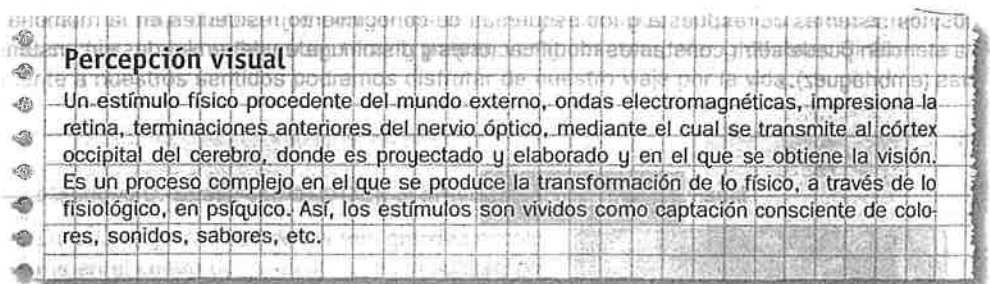 Percepción visual
Un estímulo físico procedente del mundo externo, ondas electromagnéticas, impresiona la
retina, terminaciones anteriores del nervio óptico, mediante el cual se transmite al córtex
occipital del cerebro, donde es proyectado y elaborado y en el que se obtiene la visión.
Es un proceso complejo en el que se produce la transformación de lo físico, a través de lo
fisiológico, en psíquico. Así, los estímulos son vividos como captación consciente de colo-
res, sonidos, sabores, etc.